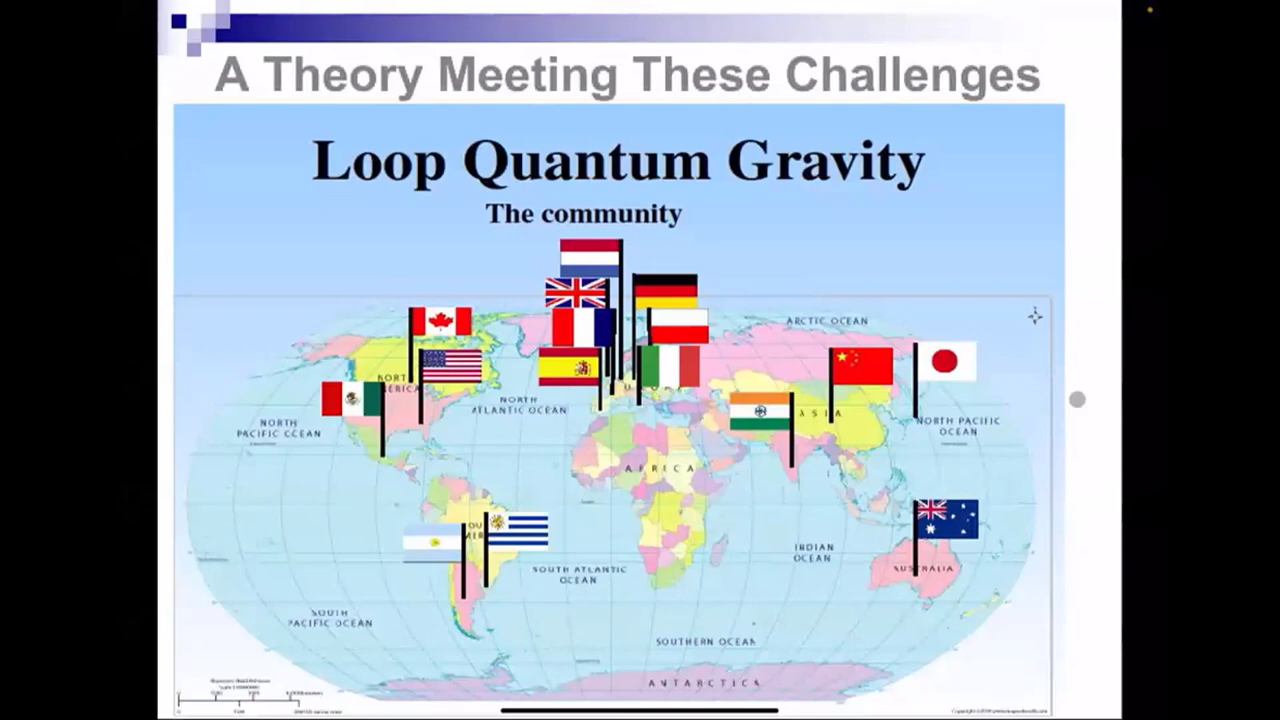 A Theory Meeting These Challenges
Loop Quantum Gravity
The community
ARCTIC OCEAN
NORTH
ATLANTIC OCEAN
NORTH
PACIFIC OCEAN
ASIA
NORTH PACIFIC
OCEAN
AFRICA
INDIAN
OCEAN
AUSTRALIA
SOUTH ATLANTIC
OCEAN
SOUTH
PACIFIC OCEAN
SOUTHERN OCEAN
ANTARCTICA